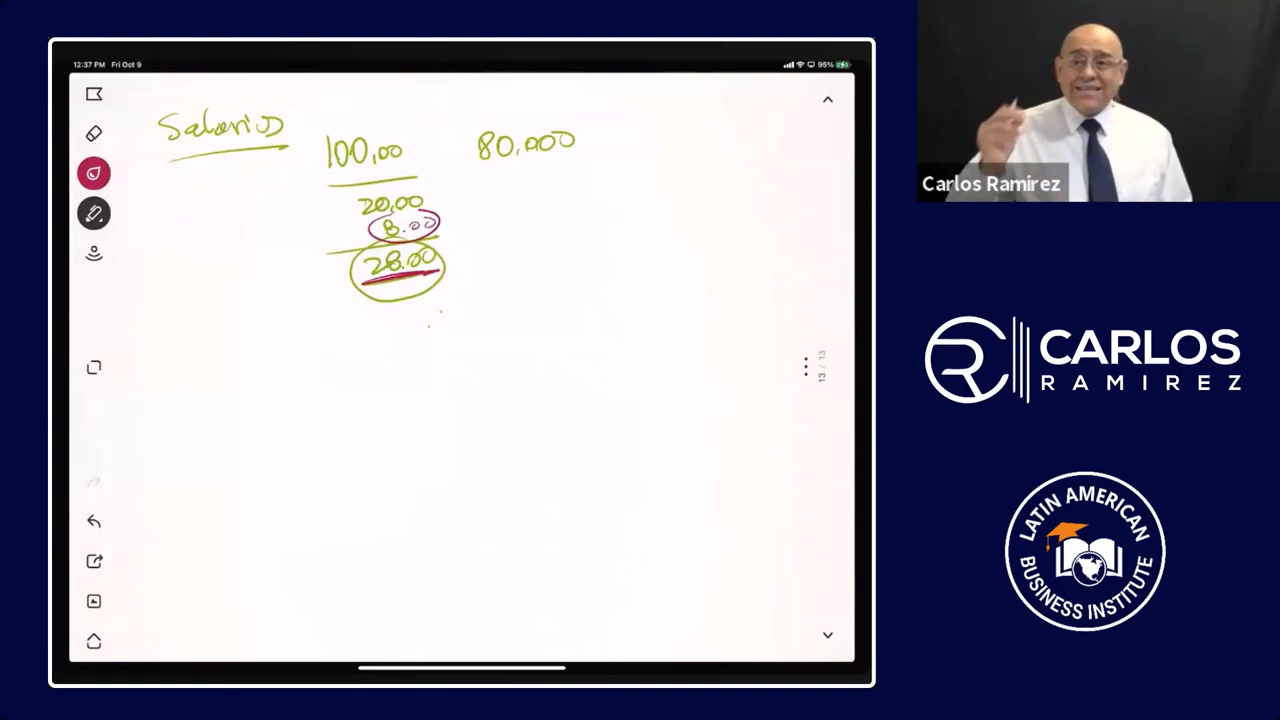 12:37 PM Fri Oct 9
95%
Salarios
100,00 80,000
20,00
8.00
28.00
13 / 13
Carlos Ramirez
CARLOS
RAMIREZ
LATIN AMERICAN
BUSINESS INSTITUTE